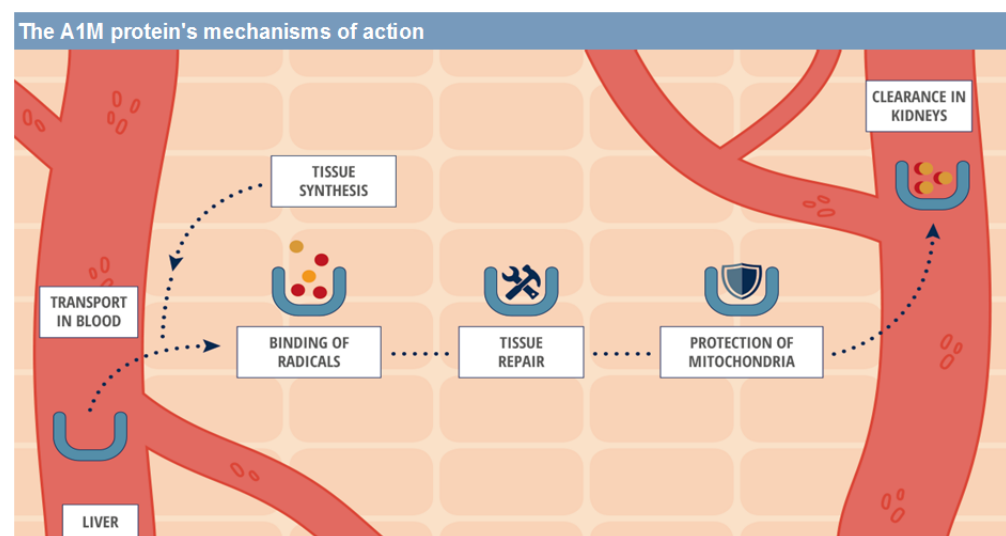 The A1M protein's mechanisms of action
CLEARANCE IN
KIDNEYS
TISSUE
SYNTHESIS
TRANSPORT
IN BLOOD
BINDING OF
RADICALS
TISSUE
REPAIR
PROTECTION OF
MITOCHONDRIA
LIVER